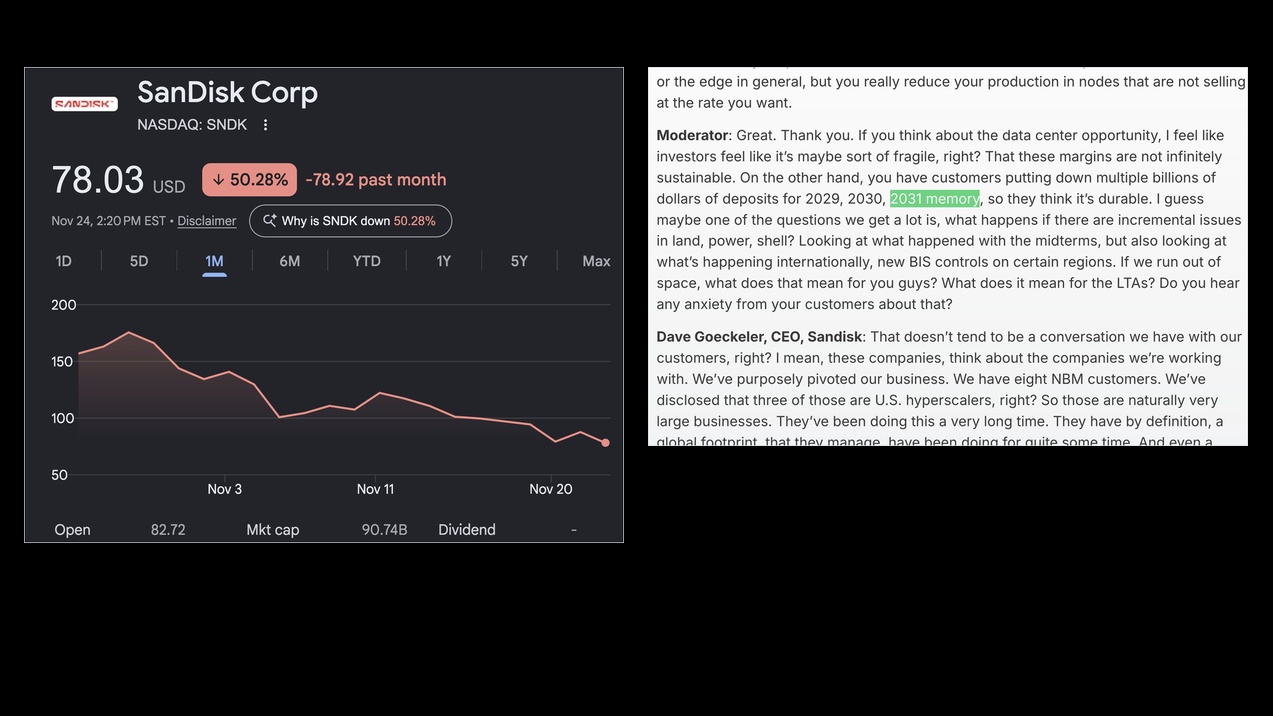 SANDISK
SanDisk Corp
NASDAQ: SNDK
78.03 USD
50.28%
-78.92 past month
Nov 24, 2:20 PM EST • Disclaimer
Why is SNDK down 50.28%
1D 5D 1M 6M YTD 1Y 5Y Max
200
150
100
50
Nov 3 Nov 11 Nov 20
Open 82.72 Mkt cap 90.74B Dividend -
or the edge in general, but you really reduce your production in nodes that are not selling
at the rate you want.
Moderator: Great. Thank you. If you think about the data center opportunity, I feel like
investors feel like it's maybe sort of fragile, right? That these margins are not infinitely
sustainable. On the other hand, you have customers putting down multiple billions of
dollars of deposits for 2029, 2030, 2031 memory, so they think it's durable. I guess
maybe one of the questions we get a lot is, what happens if there are incremental issues
in land, power, shell? Looking at what happened with the midterms, but also looking at
what's happening internationally, new BIS controls on certain regions. If we run out of
space, what does that mean for you guys? What does it mean for the LTAs? Do you hear
any anxiety from your customers about that?
Dave Goeckeler, CEO, Sandisk: That doesn't tend to be a conversation we have with our
customers, right? I mean, these companies, think about the companies we're working
with. We've purposely pivoted our business. We have eight NBM customers. We've
disclosed that three of those are U.S. hyperscalers, right? So those are naturally very
large businesses. They've been doing this a very long time. They have by definition, a
global footprint, that they manage, have been doing for quite some time. And even a